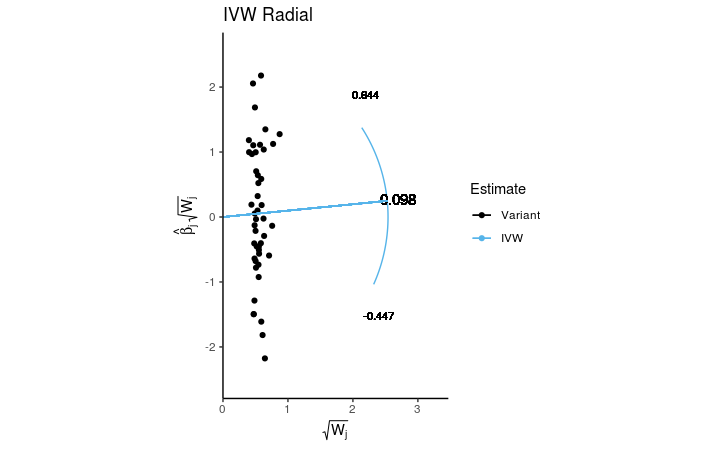 IVW Radial
β̂j√Wj
2
1
0
-1
-2
0.644
0.098
-0.447
0
1
2
3
√Wj
Estimate
Variant
IVW